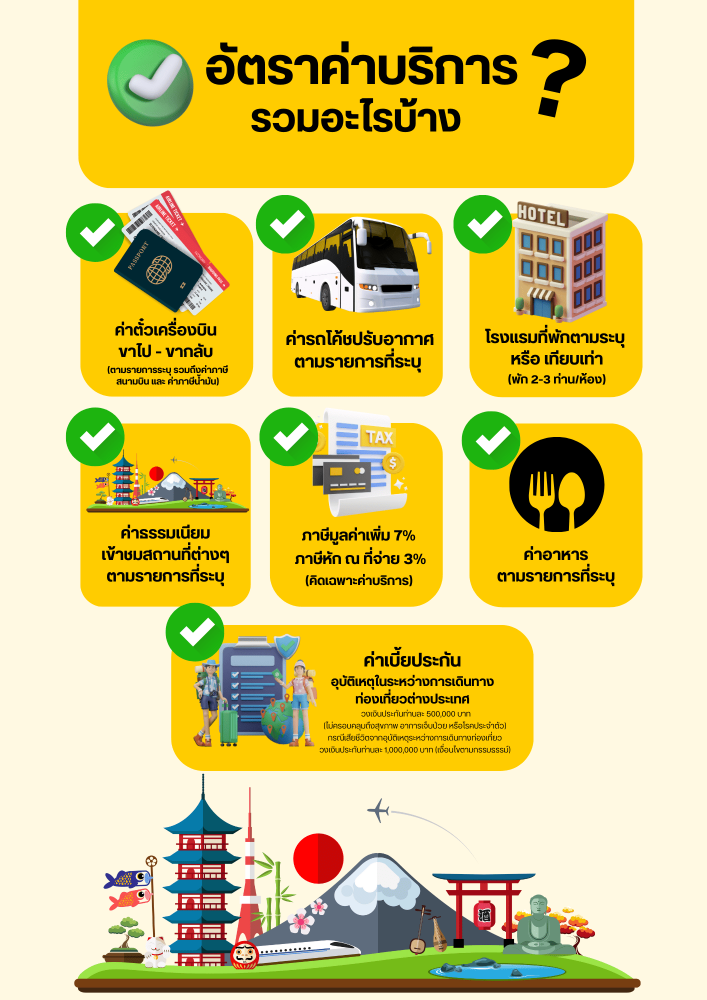 อัตราค่าบริการ ?
รวมอะไรบ้าง
AIRLINE TICKET
AIRLINE TICKET
PASSPORT
ECONOMY
BOARDING PASS
ค่าตั๋วเครื่องบิน
ขาไป - ขากลับ
(ตามรายการระบุ รวมถึงค่าภาษี
สนามบิน และ ค่าภาษีน้ำมัน)
ค่ารถโค้ชปรับอากาศ
ตามรายการที่ระบุ
HOTEL
โรงแรมที่พักตามระบุ
หรือ เทียบเท่า
(พัก 2-3 ท่าน/ห้อง)
ค่าธรรมเนียม
เข้าชมสถานที่ต่างๆ
ตามรายการที่ระบุ
TAX
$
ภาษีมูลค่าเพิ่ม 7%
ภาษีหัก ณ ที่จ่าย 3%
(คิดเฉพาะค่าบริการ)
ค่าอาหาร
ตามรายการที่ระบุ
ค่าเบี้ยประกัน
อุบัติเหตุในระหว่างการเดินทาง
ท่องเที่ยวต่างประเทศ
วงเงินประกันท่านละ 500,000 บาท
(ไม่ครอบคลุมถึงสุขภาพ อาการเจ็บป่วย หรือโรคประจำตัว)
กรณีเสียชีวิตจากอุบัติเหตุระหว่างการเดินทางท่องเที่ยว
วงเงินประกันท่านละ 1,000,000 บาท (เงื่อนไขตามกรรมธรรม์)
酒